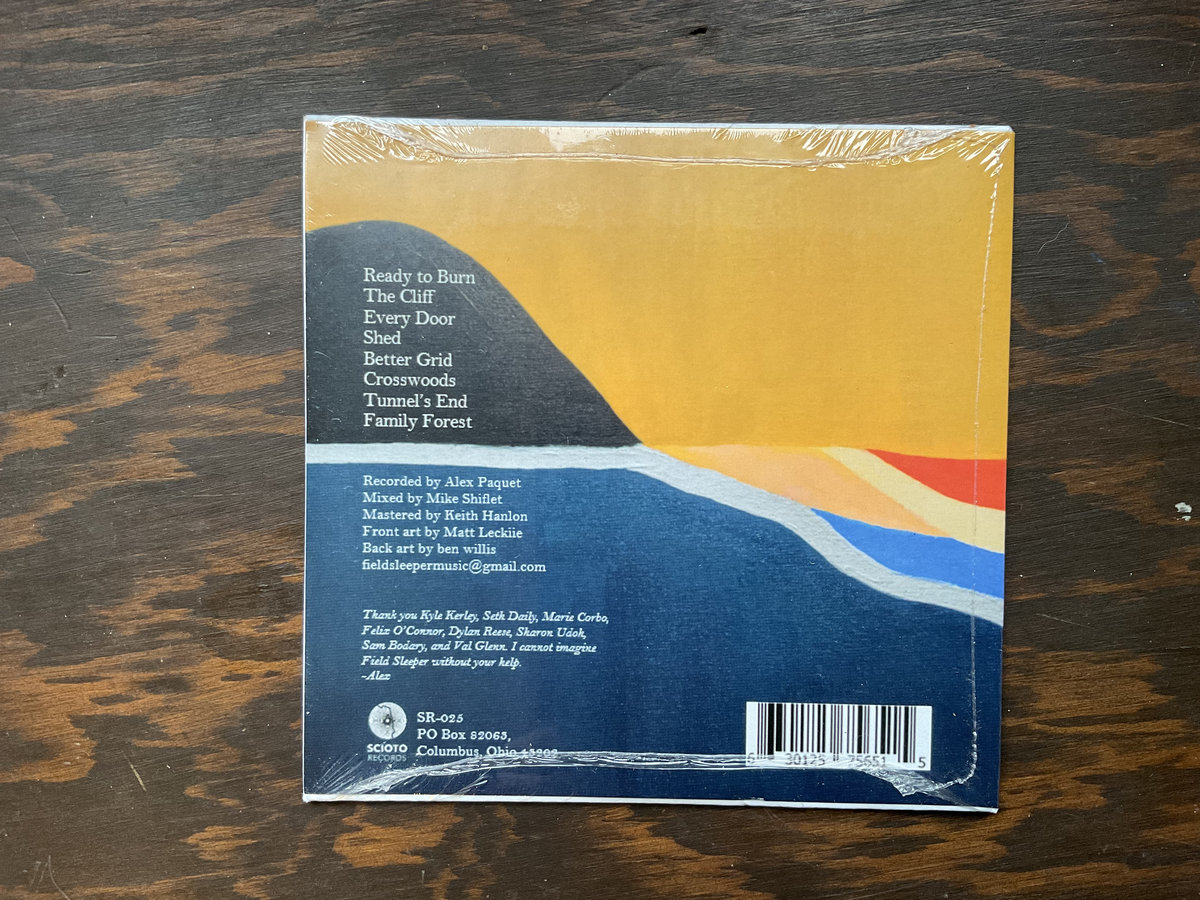 Ready to Burn
The Cliff
Every Door
Shed
Better Grid
Crosswoods
Tunnel's End
Family Forest
Recorded by Alex Paquet
Mixed by Mike Shiflet
Mastered by Keith Hanlon
Front art by Matt Leckiie
Back art by ben willis
fieldsleepermusic@gmail.com
Thank you Kyle Kerley, Seth Daily, Marie Corbo,
Felix O'Connor, Dylan Reese, Sharon Udoh,
Sam Bodary, and Val Glenn. I cannot imagine
Field Sleeper without your help.
~Alex
SCIOTO
RECORDS
SR-025
PO Box 82063,
Columbus, Ohio
6 30125 75651 5